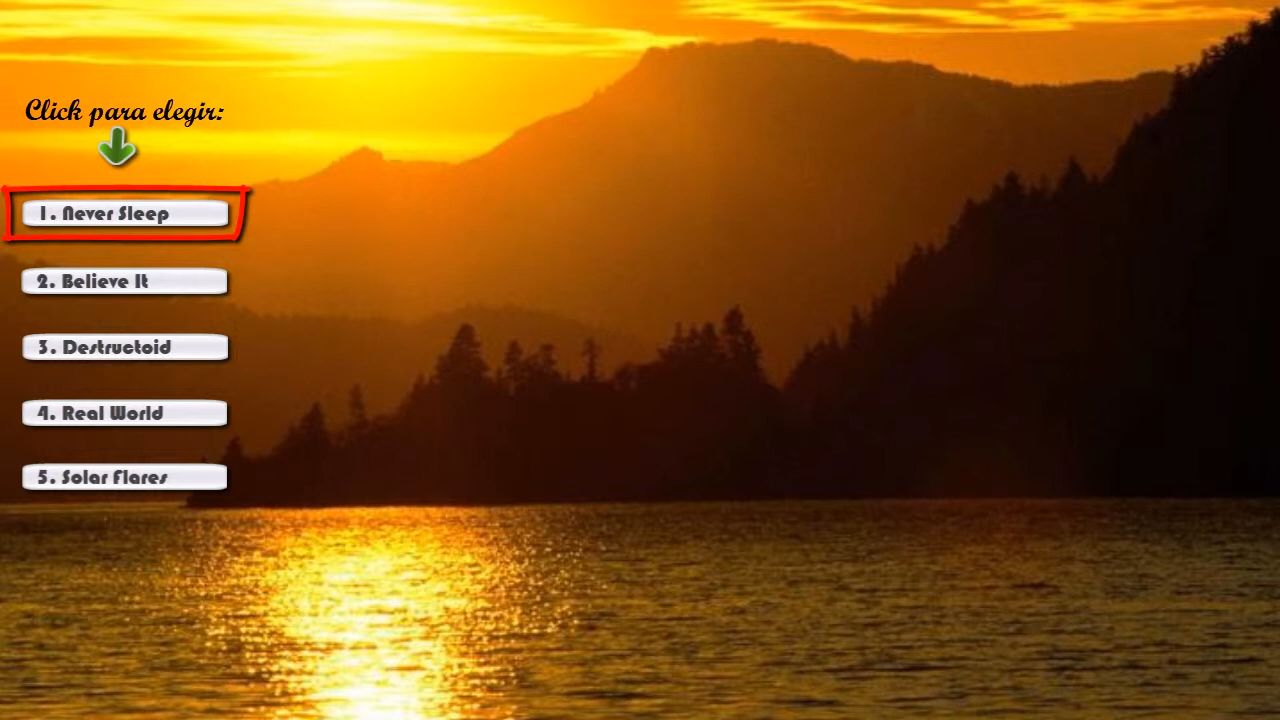 Click para elegir:
1. Never Sleep
2. Believe It
3. Destructoid
4. Real World
5. Solar Flares